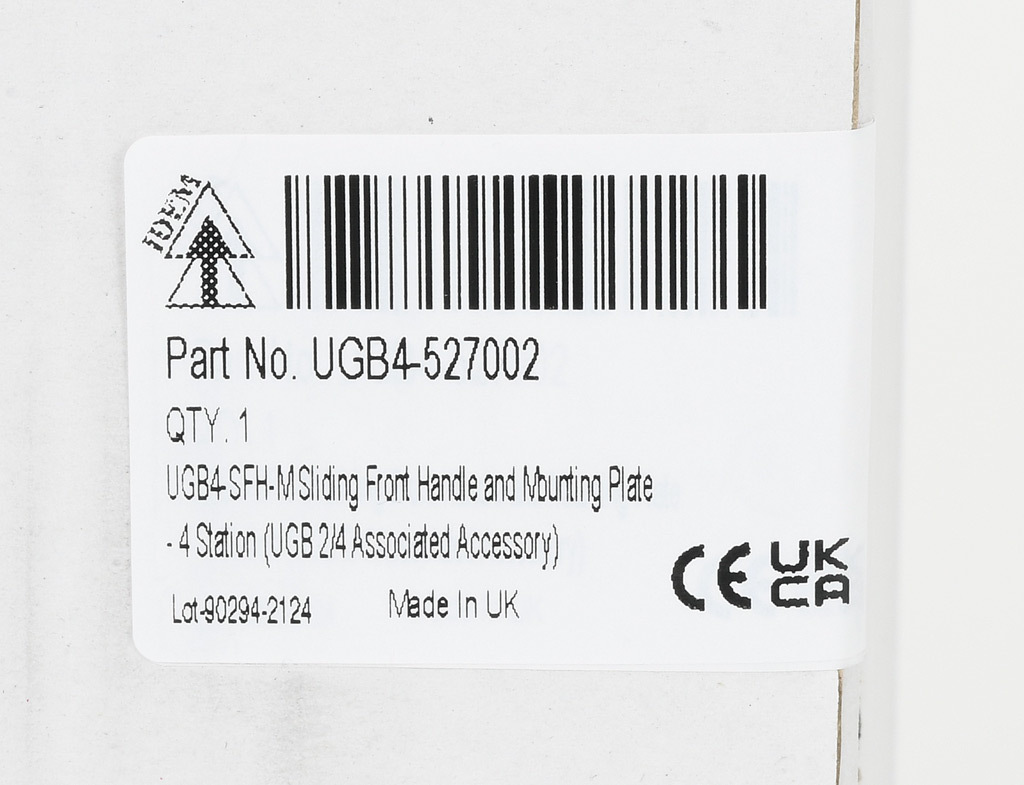 IDEM
Part No. UGB4-527002
QTY. 1
UGB4-SFH-M Sliding Front Handle and Mounting Plate
- 4 Station (UGB 2/4 Associated Accessory)
CE UK
CA
Lot-90294-2124 Made In UK